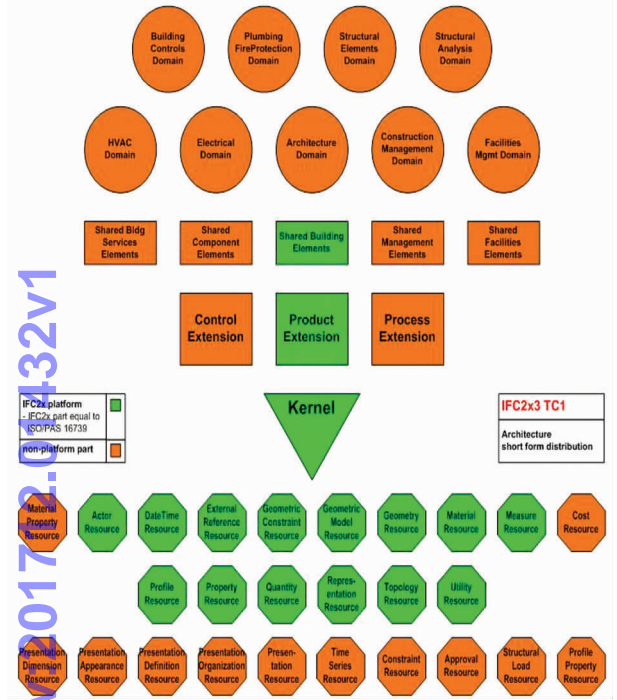 Building
Controls
Domain
Plumbing
FireProtection
Domain
Structural
Elements
Domain
Structural
Analysis
Domain
HVAC
Domain
Electrical
Domain
Architecture
Domain
Construction
Management
Domain
Facilities
Mgmt Domain
Shared Bldg
Services
Elements
Shared
Component
Elements
Shared Building
Elements
Shared
Management
Elements
Shared
Facilities
Elements
Control
Extension
Product
Extension
Process
Extension
IFC2x platform
- IFC2x part equal to
ISO/PAS 16739
non-platform part
Kernel
IFC2x3 TC1
Architecture
short form distribution
Material
Property
Resource
Actor
Resource
DateTime
Resource
External
Reference
Resource
Geometric
Constraint
Resource
Geometric
Model
Resource
Geometry
Resource
Material
Resource
Measure
Resource
Cost
Resource
Profile
Resource
Property
Resource
Quantity
Resource
Repres-
entation
Resource
Topology
Resource
Utility
Resource
Presentation
Dimension
Resource
Presentation
Appearance
Resource
Presentation
Definition
Resource
Presentation
Organization
Resource
Presen-
tation
Resource
Time
Series
Resource
Constraint
Resource
Approval
Resource
Structural
Load
Resource
Profile
Property
Resource
v:201712.01432v1